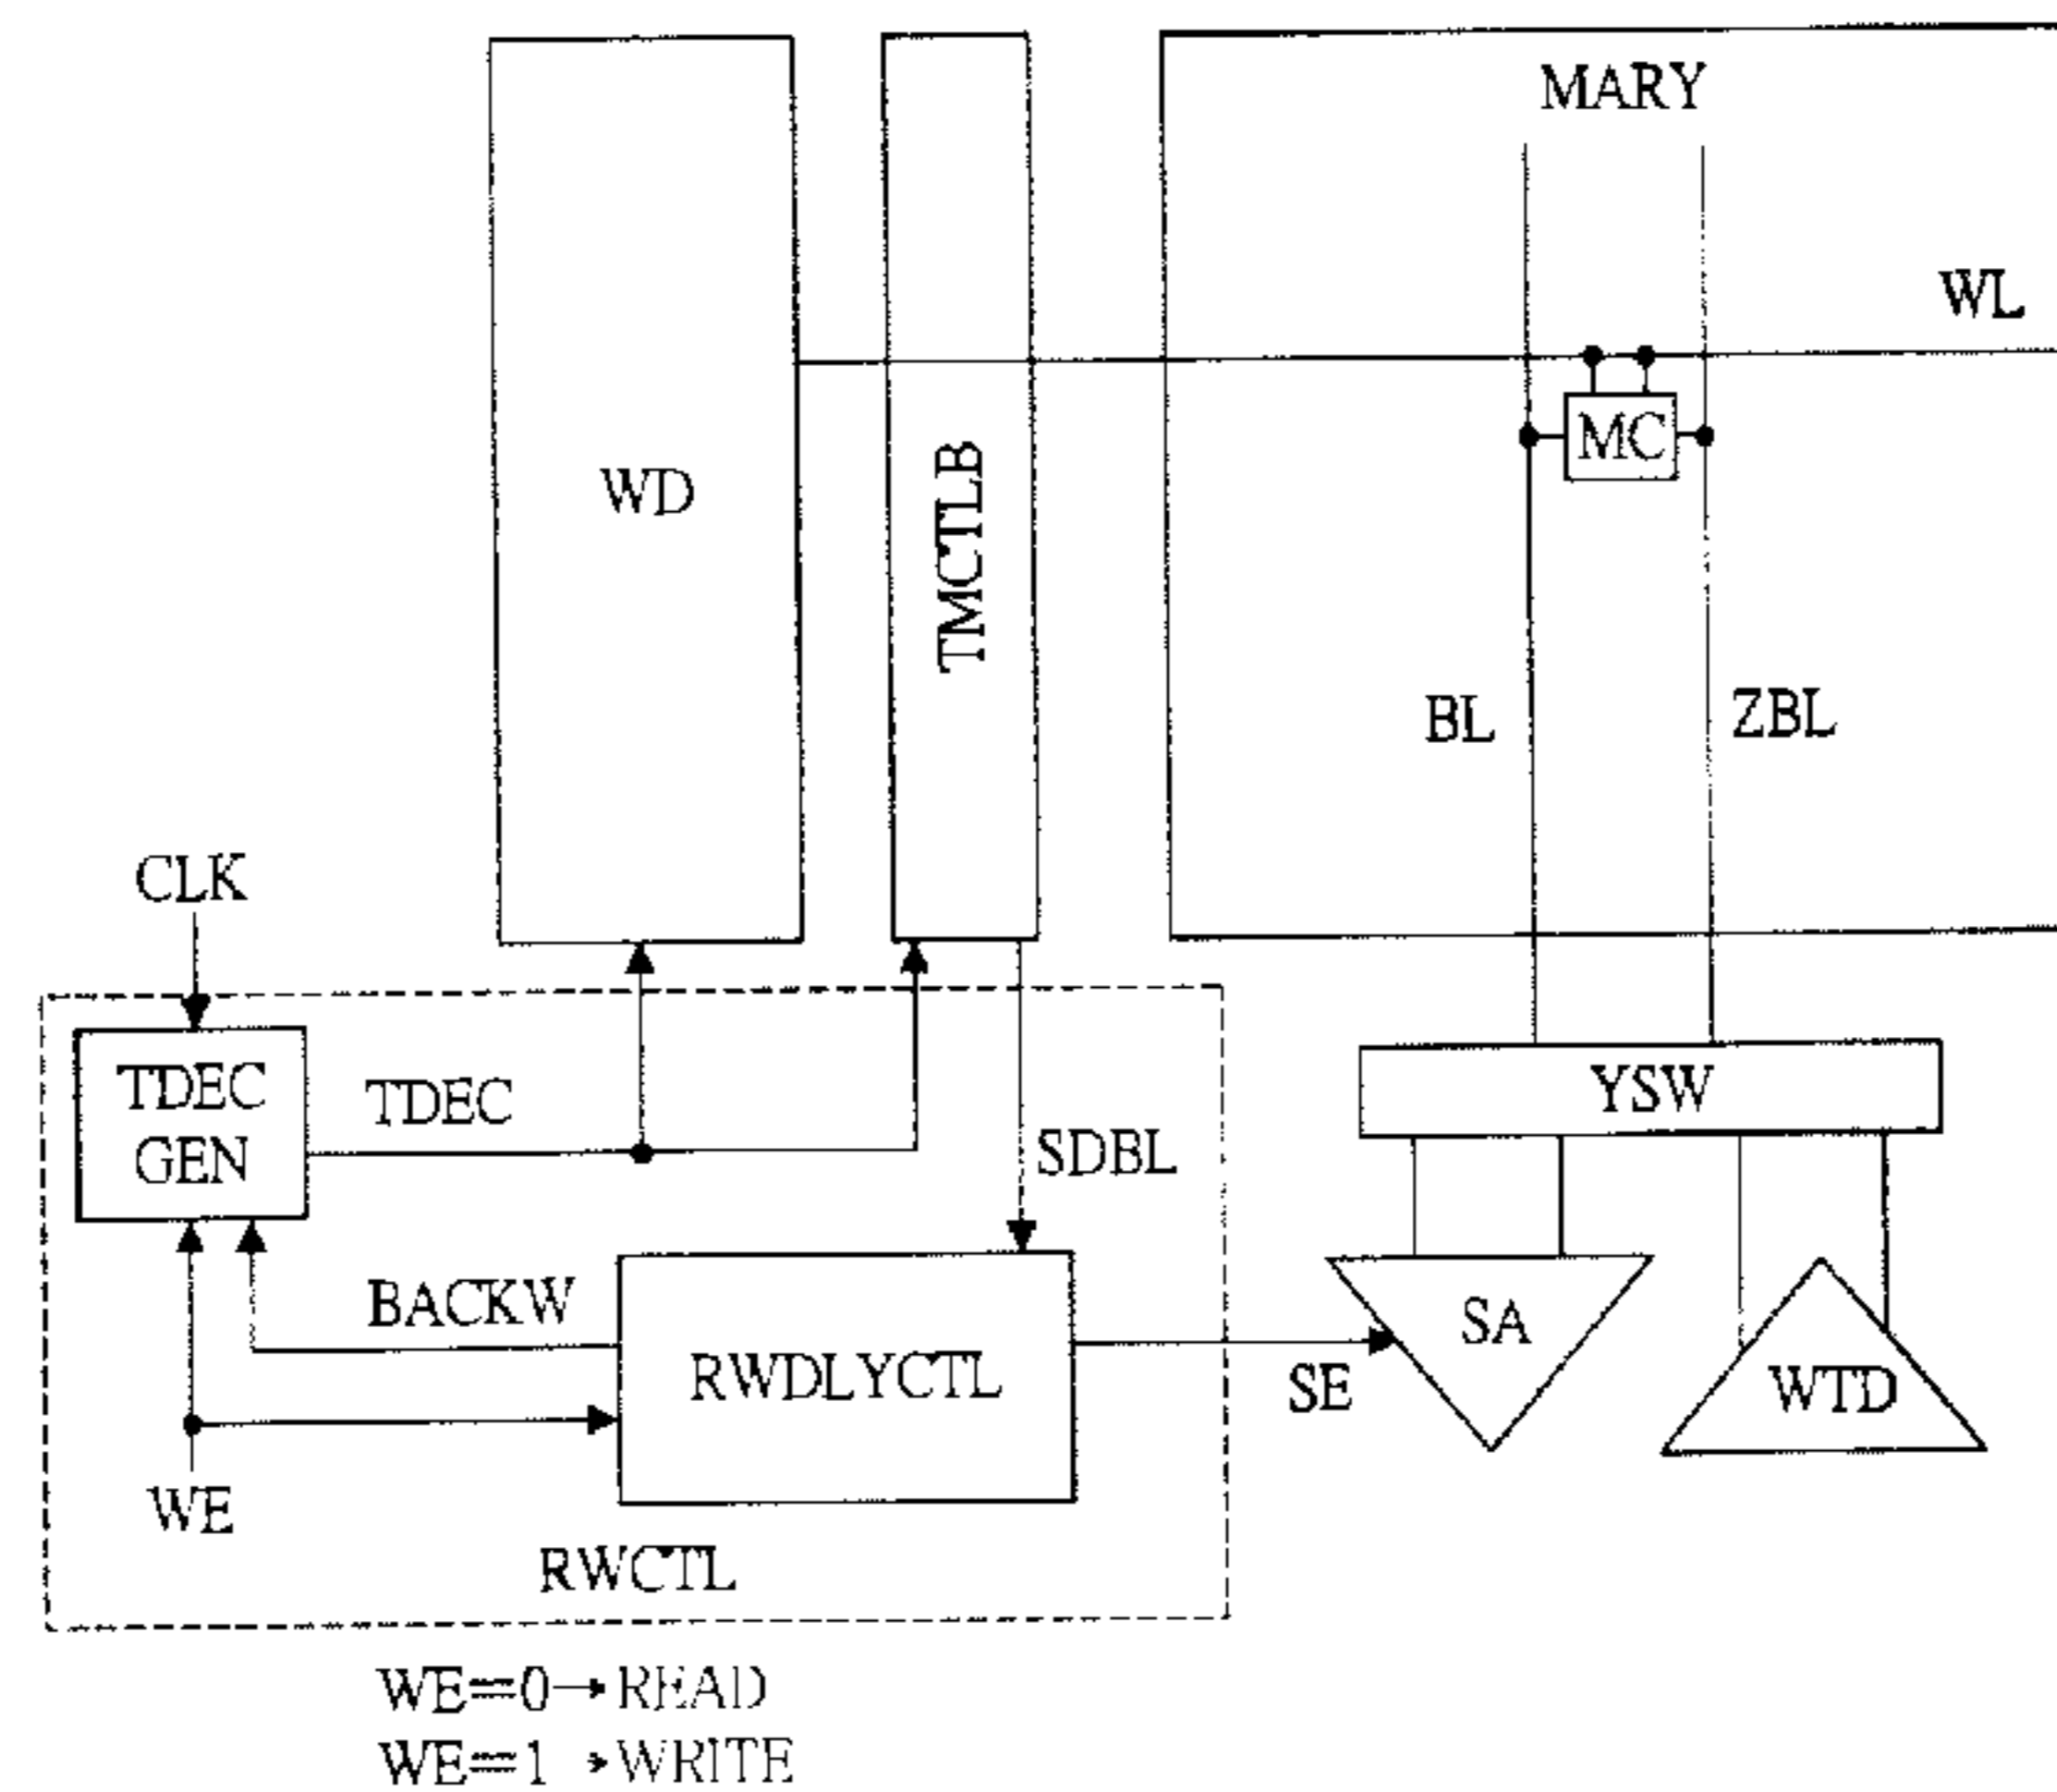 MARY
WL
MC
WD
TMCTLB
BL
ZBL
CLK
TDEC
GEN
TDEC
YSW
SDBL
BACKW
RWDLYCTL
SA
SE
WTD
WE
RWCTL
WE=0→READ
WE=1→WRITE